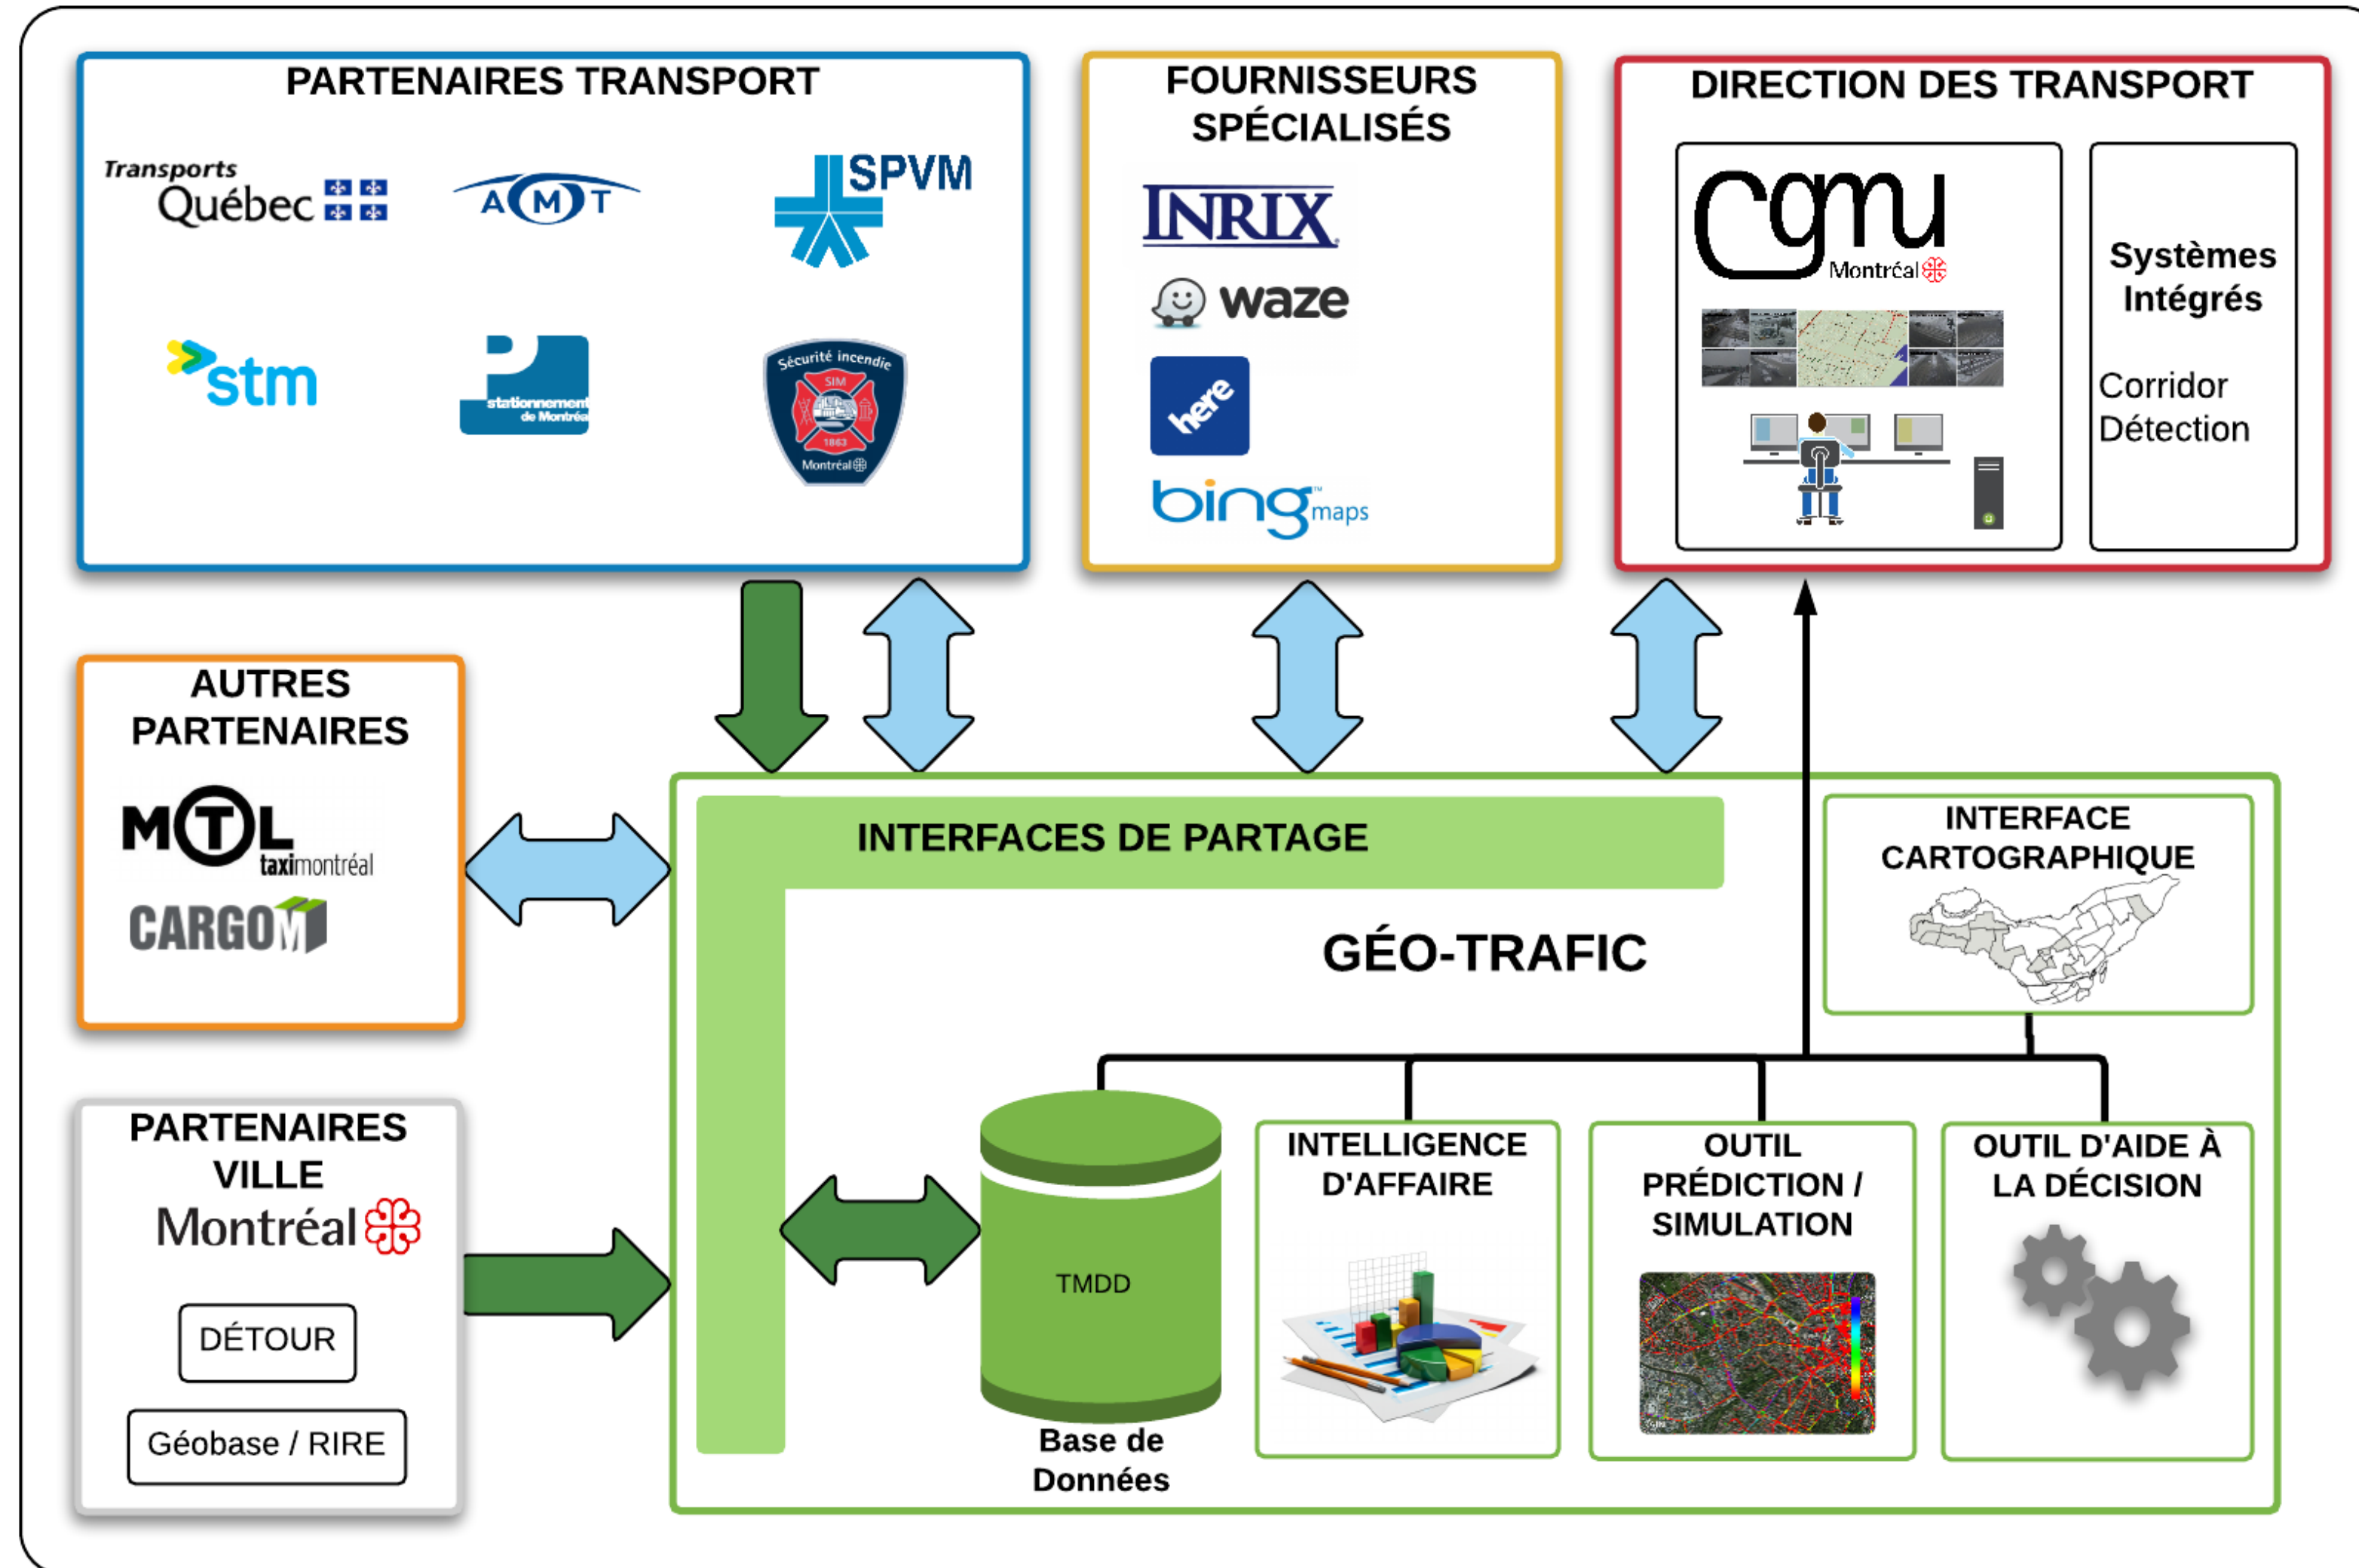 PARTENAIRES TRANSPORT
Transports
Québec
AMT
SPVM
stm
stationnement
de Montréal
Sécurité incendie
SIM
1863
Montréal
FOURNISSEURS
SPÉCIALISÉS
INRIX
waze
here
bing maps
DIRECTION DES TRANSPORT
cgmu
Montréal
Systèmes
Intégrés
Corridor
Détection
AUTRES
PARTENAIRES
MTL
taximontréal
CARGOM
PARTENAIRES
VILLE
Montréal
DÉTOUR
Géobase / RIRE
INTERFACES DE PARTAGE
GÉO-TRAFIC
INTERFACE
CARTOGRAPHIQUE
TMDD
Base de
Données
INTELLIGENCE
D'AFFAIRE
OUTIL
PRÉDICTION /
SIMULATION
OUTIL D'AIDE À
LA DÉCISION